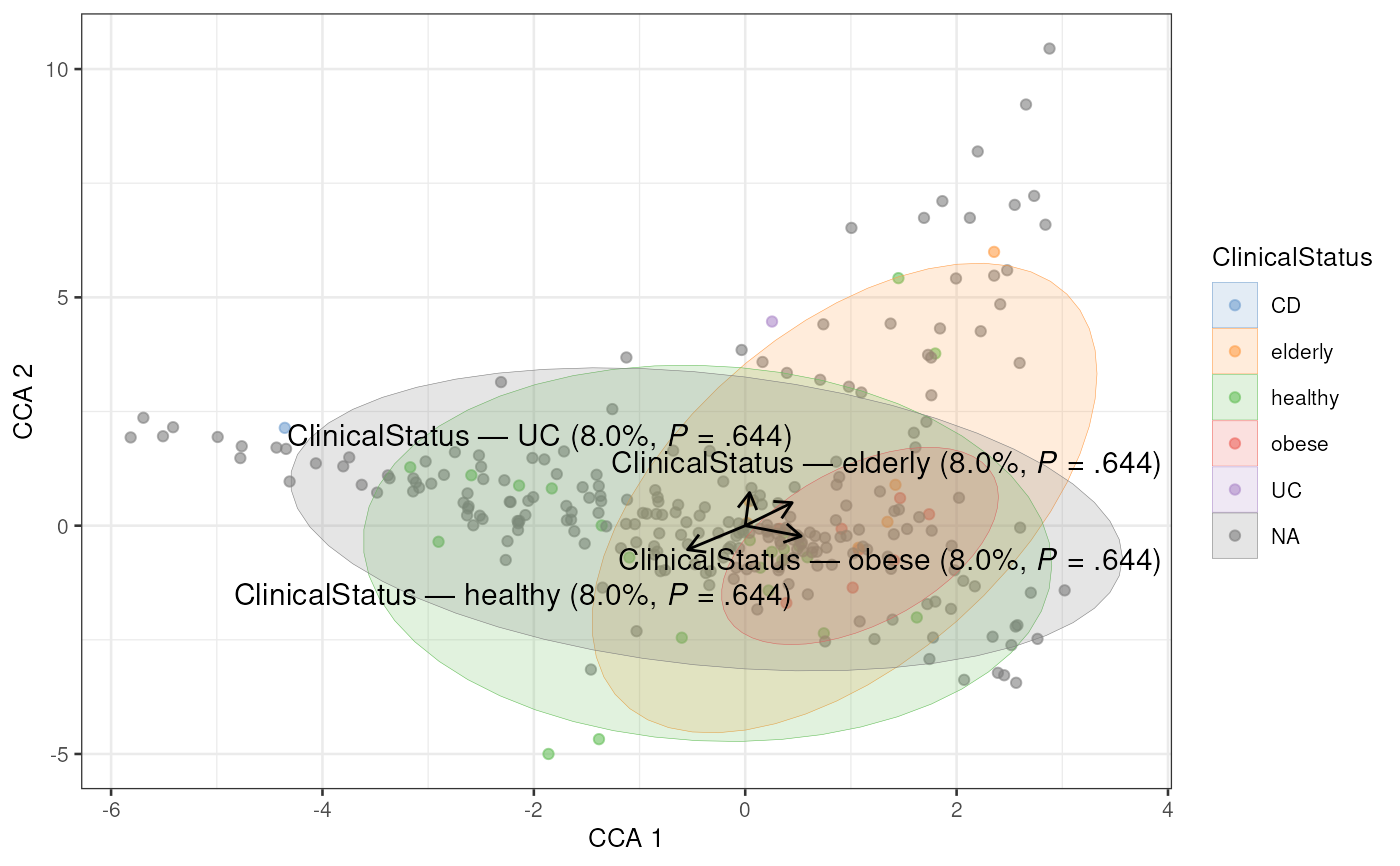 10
5
0
-5
CCA 2
ClinicalStatus — UC (8.0%, P = .644)
ClinicalStatus — elderly (8.0%, P = .644)
ClinicalStatus — obese (8.0%, P = .644)
ClinicalStatus — healthy (8.0%, P = .644)
-6 -4 -2 0 2 4
CCA 1
ClinicalStatus
CD
elderly
healthy
obese
UC
NA